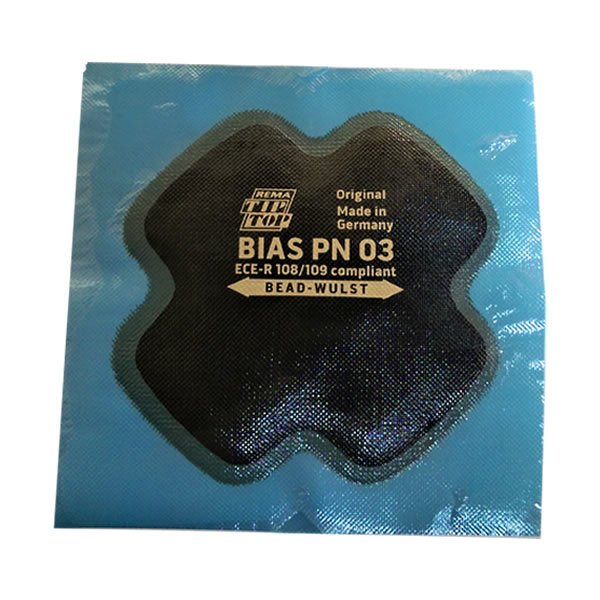 REMA
TIP
TOP
Original
Made in
Germany
BIAS PN 03
ECE-R 108/109 compliant
BEAD-WULST